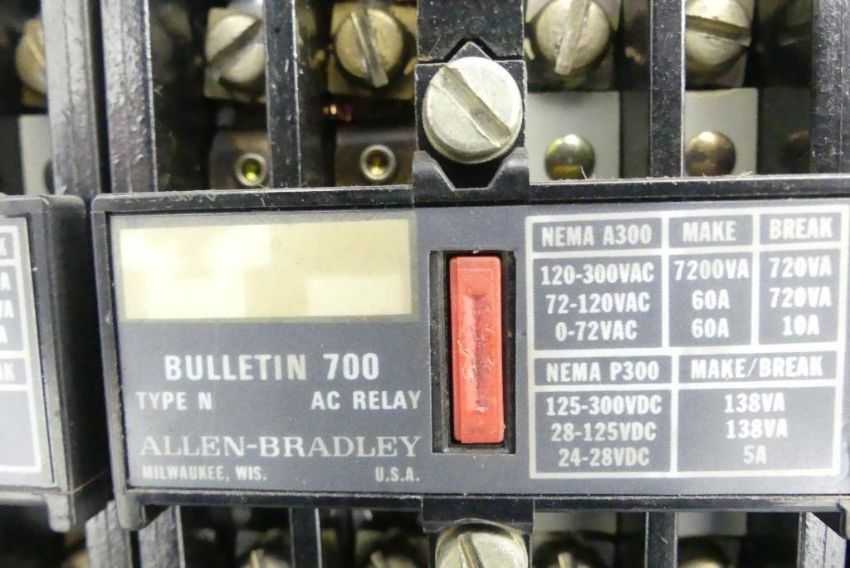 BULLETIN 700
TYPE N AC RELAY
ALLEN-BRADLEY
MILWAUKEE, WIS. U.S.A.
NEMA A300 MAKE BREAK
120-300VAC 7200VA 720VA
72-120VAC 60A 720VA
0-72VAC 60A 10A
NEMA P300 MAKE/BREAK
125-300VDC 138VA
28-125VDC 138VA
24-28VDC 5A